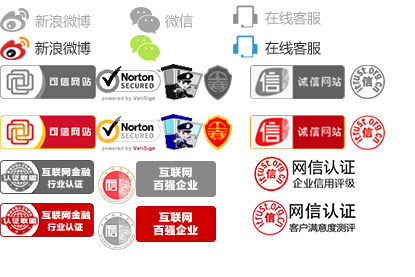 新浪微博 微信 在线客服
新浪微博 在线客服
可信网站 Norton SECURED powered by VeriSign 信 诚信网站 itrust.org.cn 信
可信网站 Norton SECURED powered by VeriSign 信 诚信网站 itrust.org.cn 信
认证联盟 互联网金融 行业认证 信 互联网 百强企业 itrust.org.cn 信 网信认证 企业信用评级
认证联盟 互联网金融 行业认证 信 互联网 百强企业 itrust.org.cn 信 网信认证 客户满意度测评